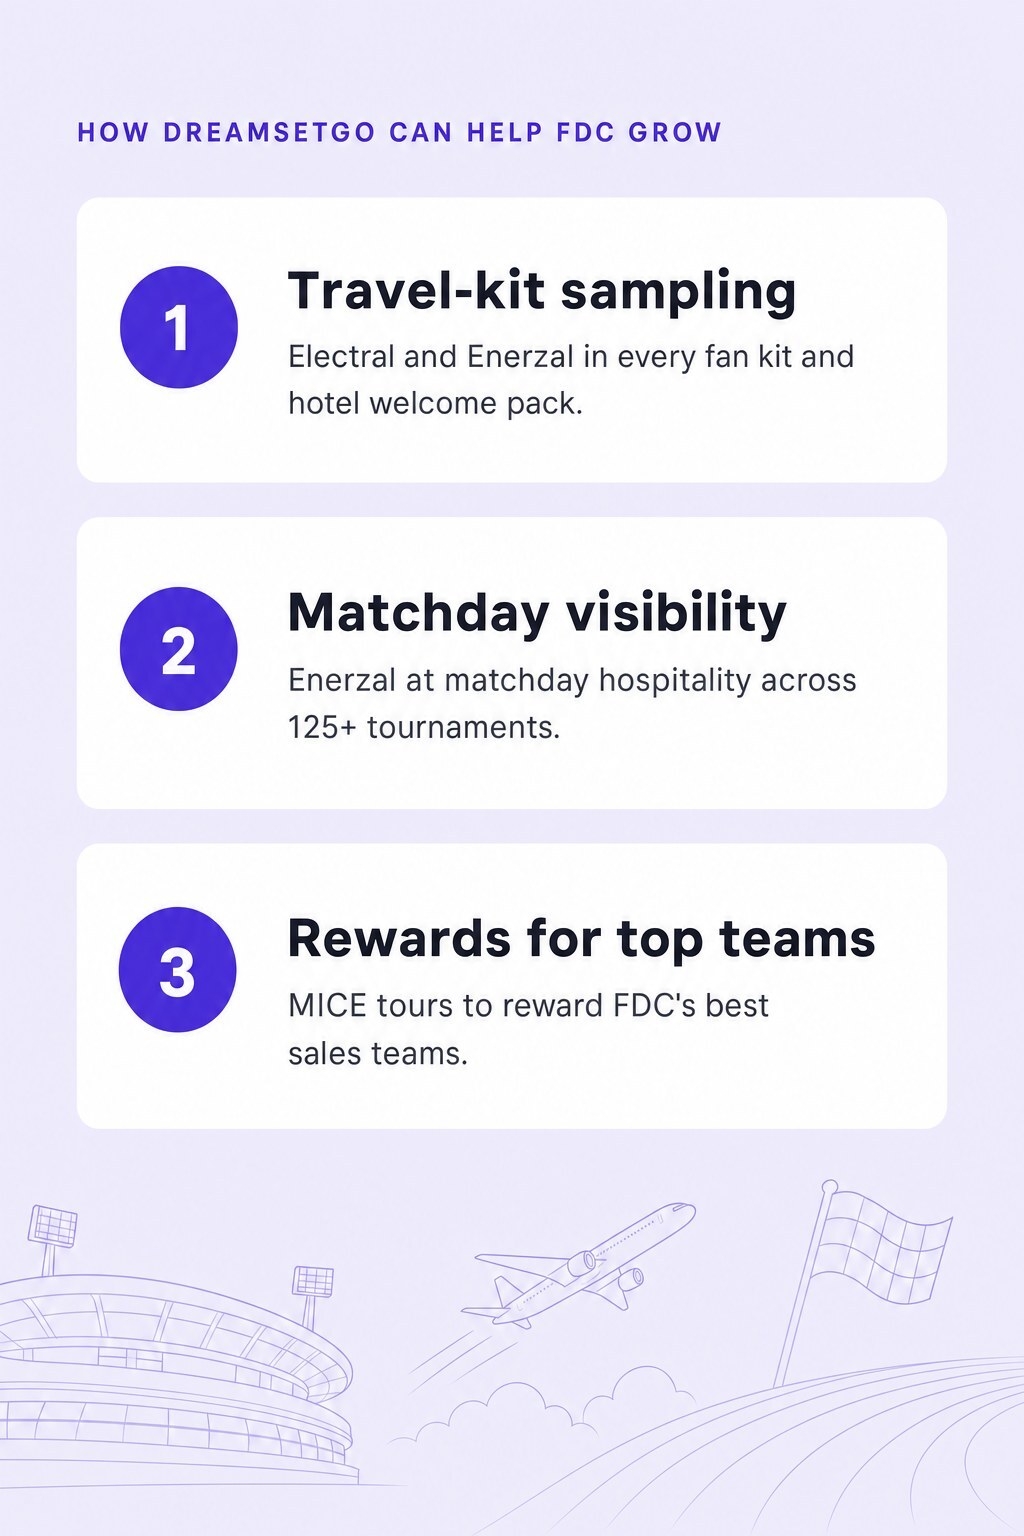 HOW DREAMSETGO CAN HELP FDC GROW
1
Travel-kit sampling
Electral and Enerzal in every fan kit and
hotel welcome pack.
2
Matchday visibility
Enerzal at matchday hospitality across
125+ tournaments.
3
Rewards for top teams
MICE tours to reward FDC's best
sales teams.